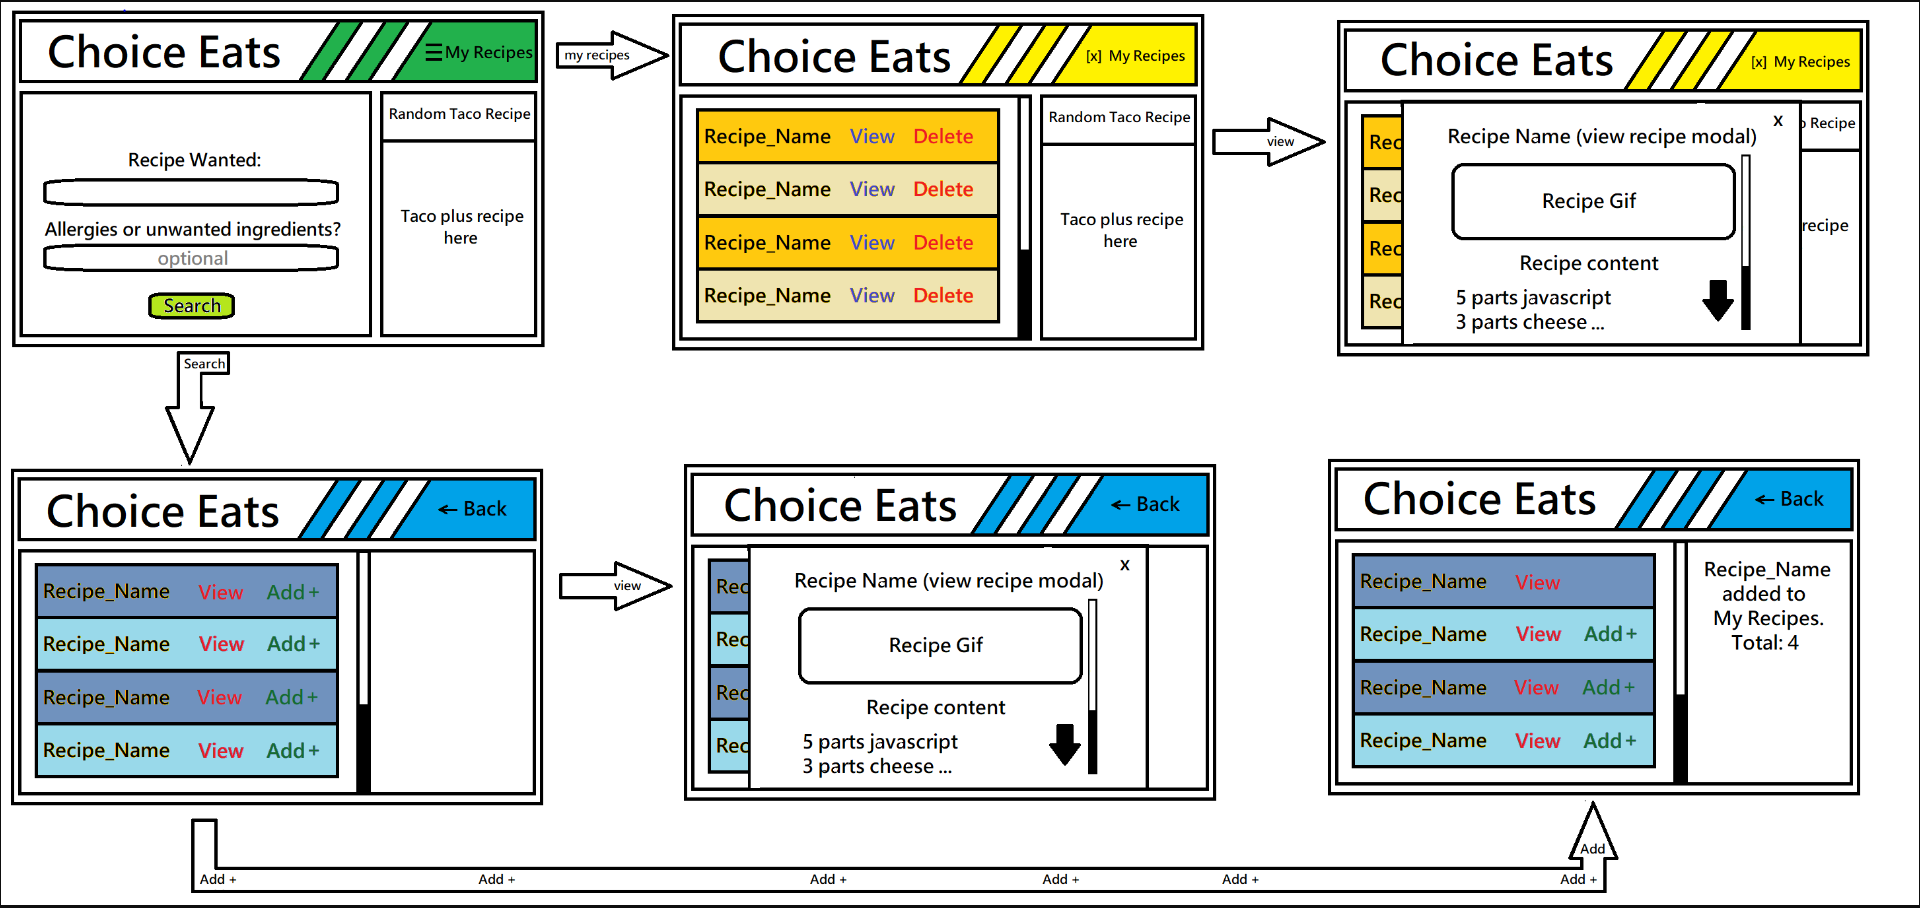 Choice Eats
☰My Recipes
Recipe Wanted:
Allergies or unwanted ingredients?
optional
Search
Random Taco Recipe
Taco plus recipe
here
my recipes
Choice Eats
[x] My Recipes
Recipe_Name View Delete
Recipe_Name View Delete
Recipe_Name View Delete
Recipe_Name View Delete
Random Taco Recipe
Taco plus recipe
here
view
Choice Eats
[x] My Recipes
Rec
Rec
Rec
Rec
x
Recipe Name (view recipe modal)
Recipe Gif
Recipe content
5 parts javascript
3 parts cheese ...
o Recipe
recipe
Search
Choice Eats
← Back
Recipe_Name View Add +
Recipe_Name View Add +
Recipe_Name View Add +
Recipe_Name View Add +
view
Choice Eats
← Back
Rec
Rec
Rec
Rec
x
Recipe Name (view recipe modal)
Recipe Gif
Recipe content
5 parts javascript
3 parts cheese ...
Choice Eats
← Back
Recipe_Name View
Recipe_Name View Add +
Recipe_Name View Add +
Recipe_Name View Add +
Recipe_Name
added to
My Recipes.
Total: 4
Add
Add + Add + Add + Add + Add + Add +